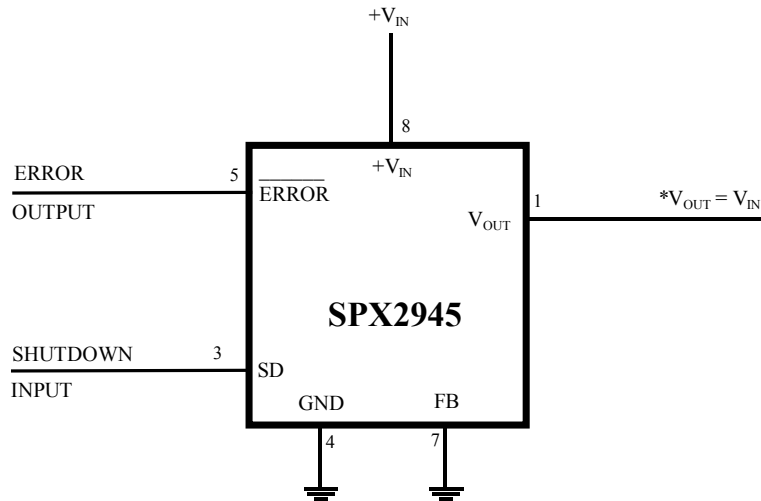 +VIN
8
+VIN
ERROR
5
ERROR
OUTPUT
1
*VOUT = VIN
VOUT
SPX2945
SHUTDOWN
3
SD
INPUT
GND
FB
4
7